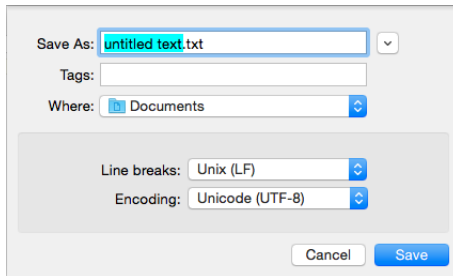 Save As: untitled text.txt
Tags:
Where: Documents
Line breaks: Unix (LF)
Encoding: Unicode (UTF-8)
Cancel Save